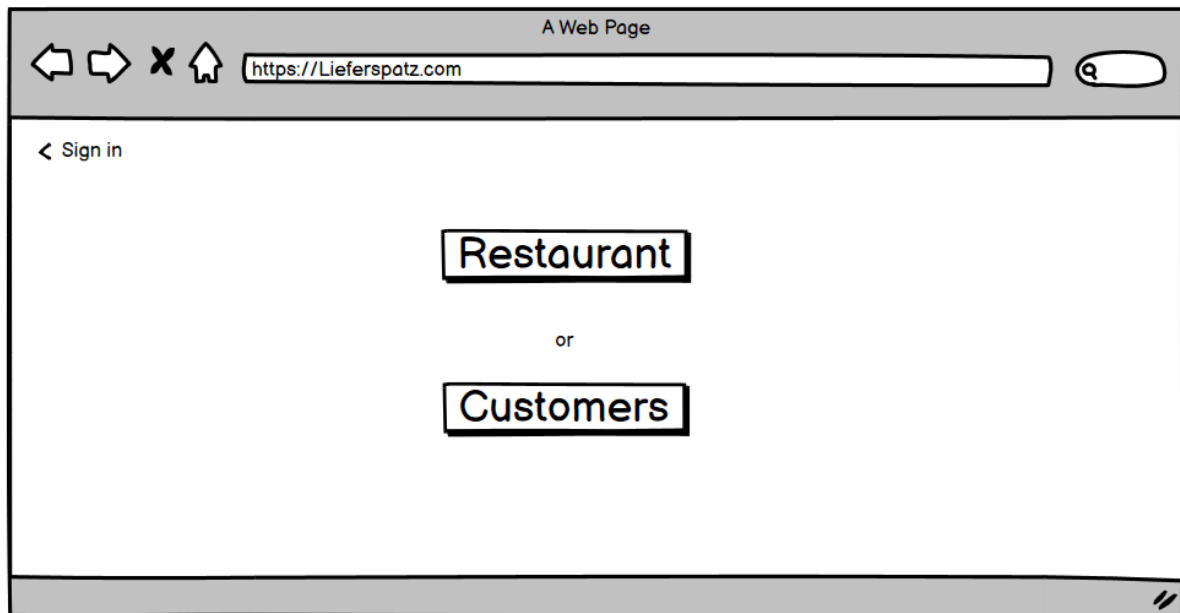 A Web Page
https://Lieferspatz.com
Sign in
Restaurant
or
Customers